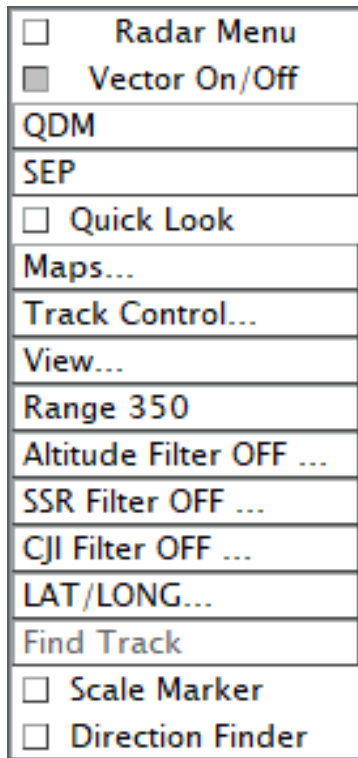 Radar Menu
Vector On/Off
QDM
SEP
Quick Look
Maps...
Track Control...
View...
Range 350
Altitude Filter OFF ...
SSR Filter OFF ...
CJI Filter OFF ...
LAT/LONG...
Find Track
Scale Marker
Direction Finder